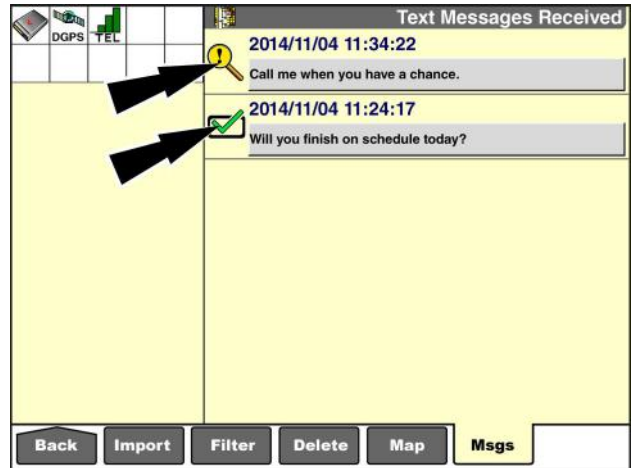 DGPS
TEL
Text Messages Received
2014/11/04 11:34:22
Call me when you have a chance.
2014/11/04 11:24:17
Will you finish on schedule today?
Back Import Filter Delete Map Msgs